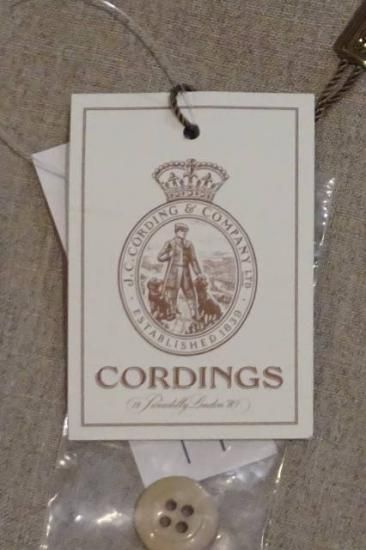 J.C. CORDING & COMPANY LTD
ESTABLISHED 1839
CORDINGS
19 Piccadilly London W1